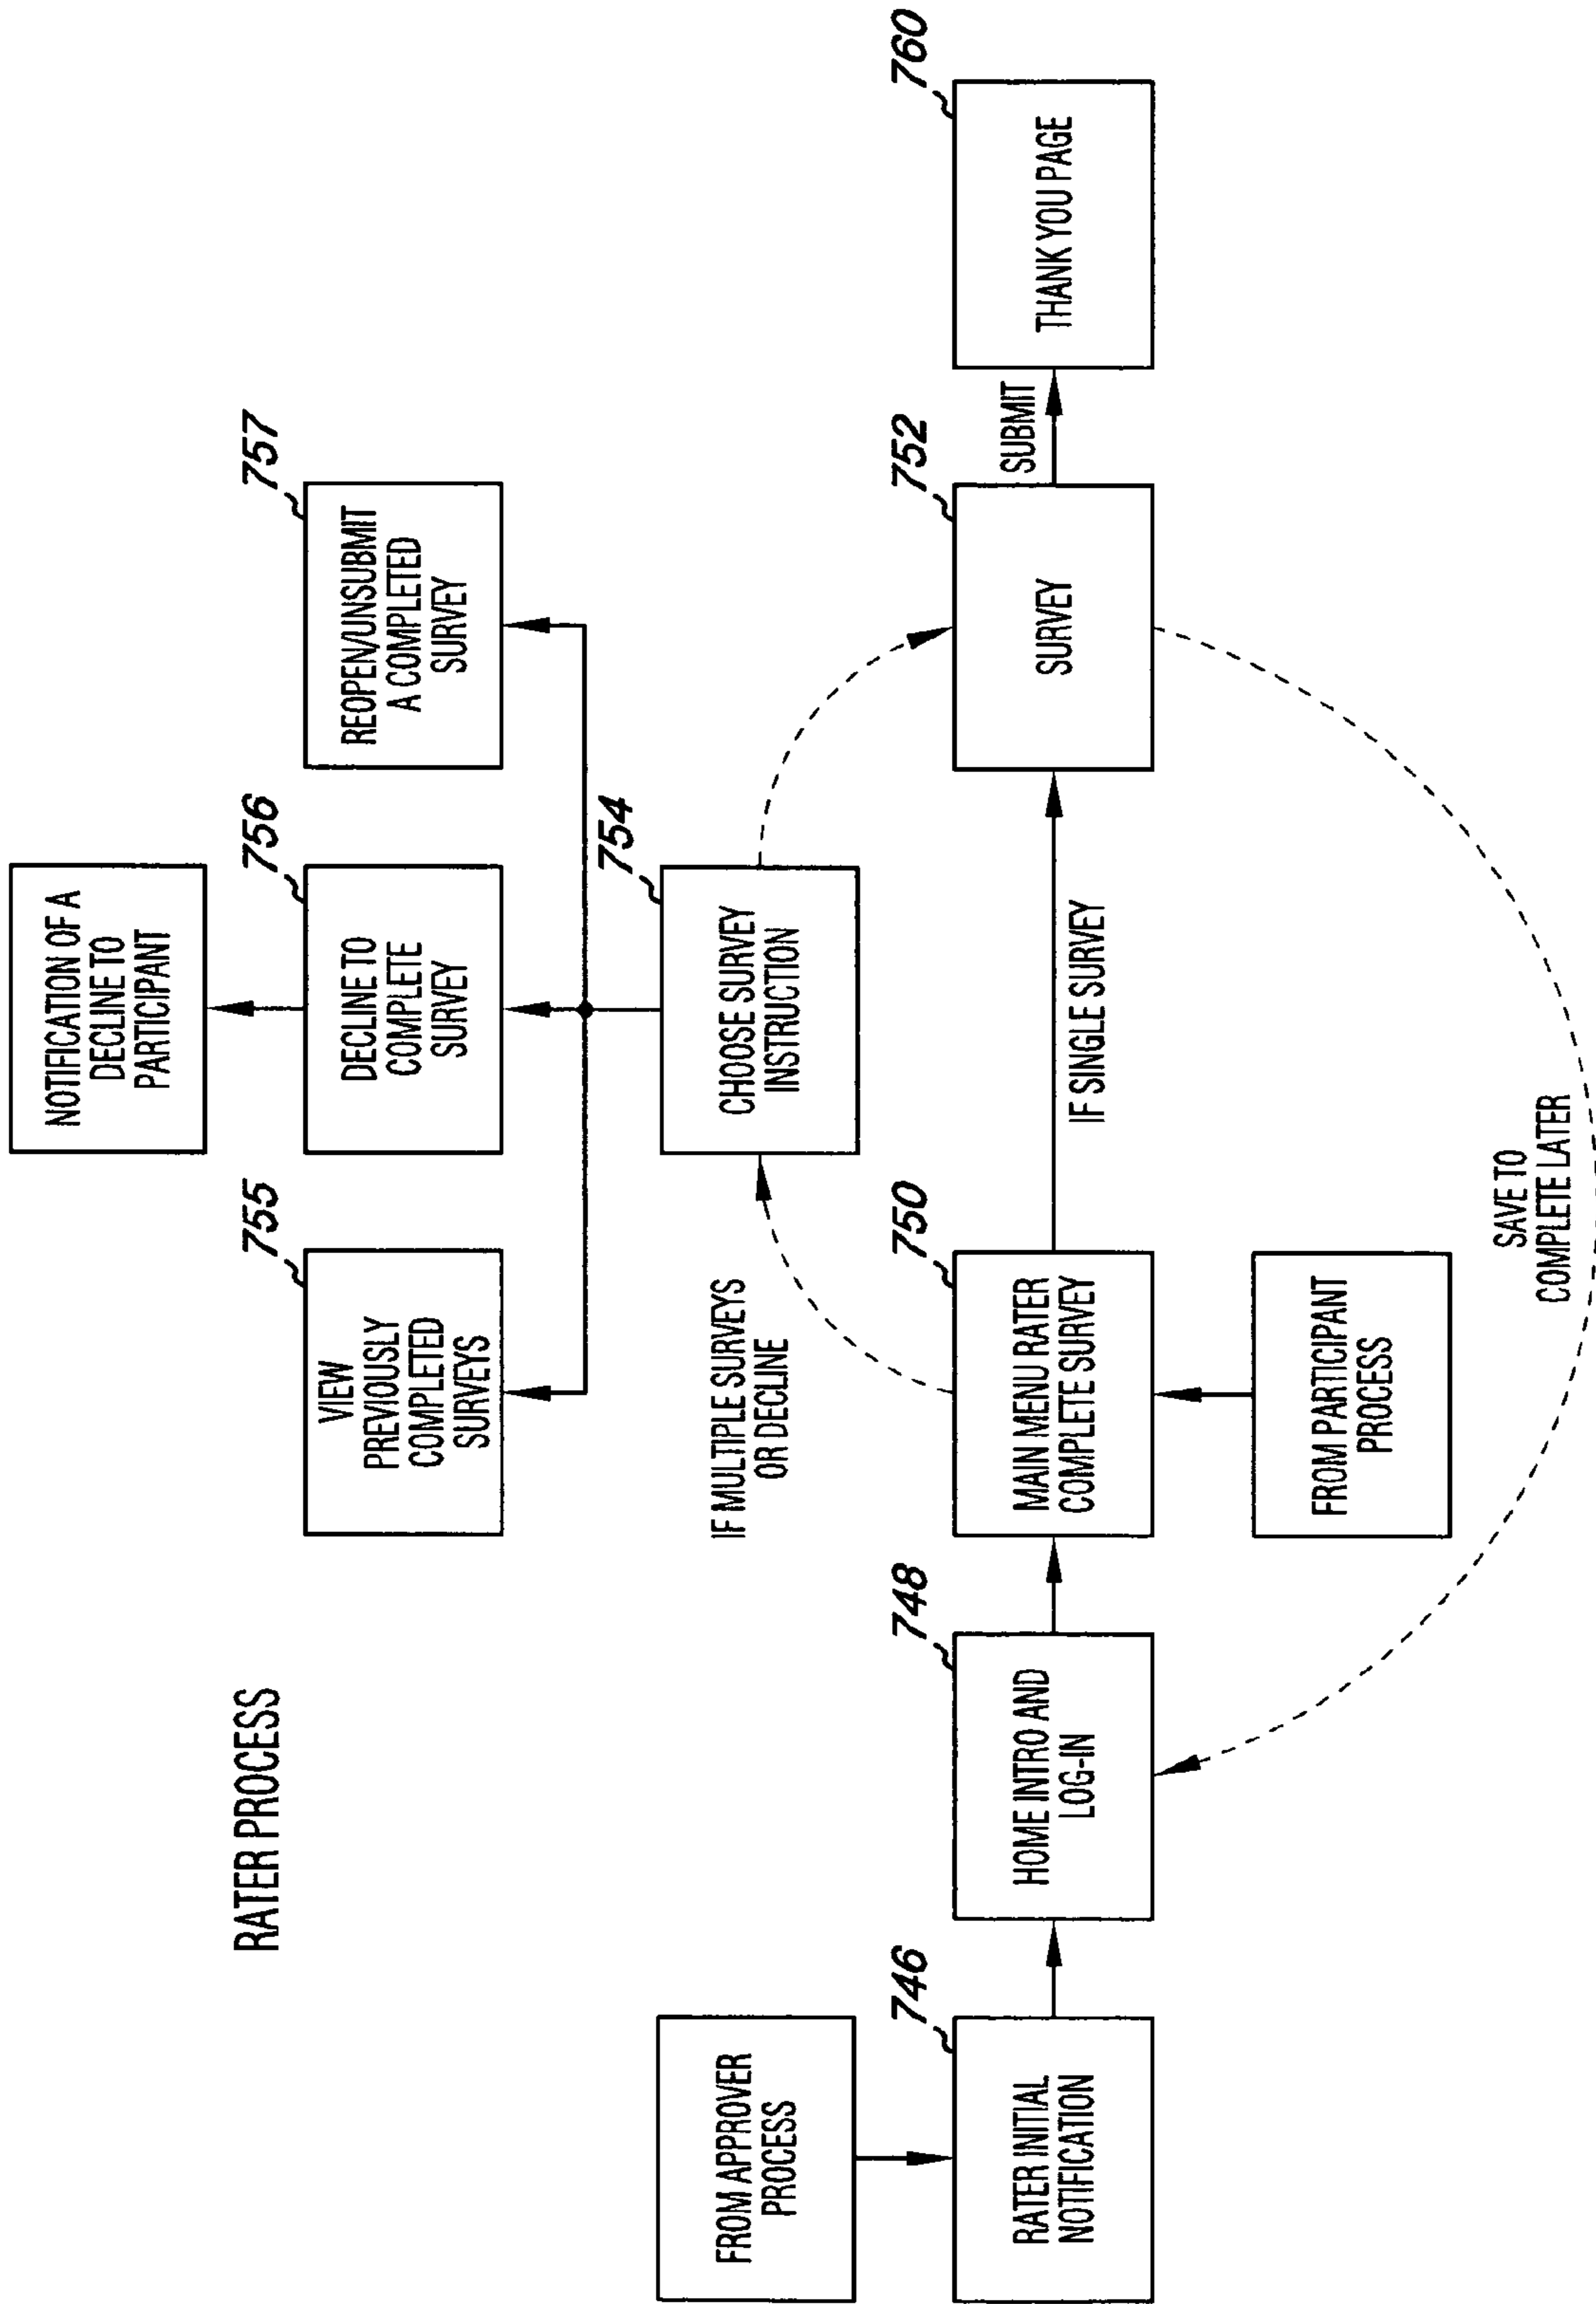 RATER PROCESS
NOTIFICATION OF A
DECLINE TO
PARTICIPANT
755
VIEW
PREVIOUSLY
COMPLETED
SURVEYS
756
DECLINE TO
COMPLETE
SURVEY
757
REOPEN/UNSUBMIT
A COMPLETED
SURVEY
754
CHOOSE SURVEY
INSTRUCTION
IF MULTIPLE SURVEYS
OR DECLINE
FROM APPROVER
PROCESS
746
RATER INITIAL
NOTIFICATION
748
HOME INTRO AND
LOG-IN
750
MAIN MENU RATER
COMPLETE SURVEY
IF SINGLE SURVEY
752
SURVEY
SUBMIT
760
THANK YOU PAGE
FROM PARTICIPANT
PROCESS
SAVE TO
COMPLETE LATER